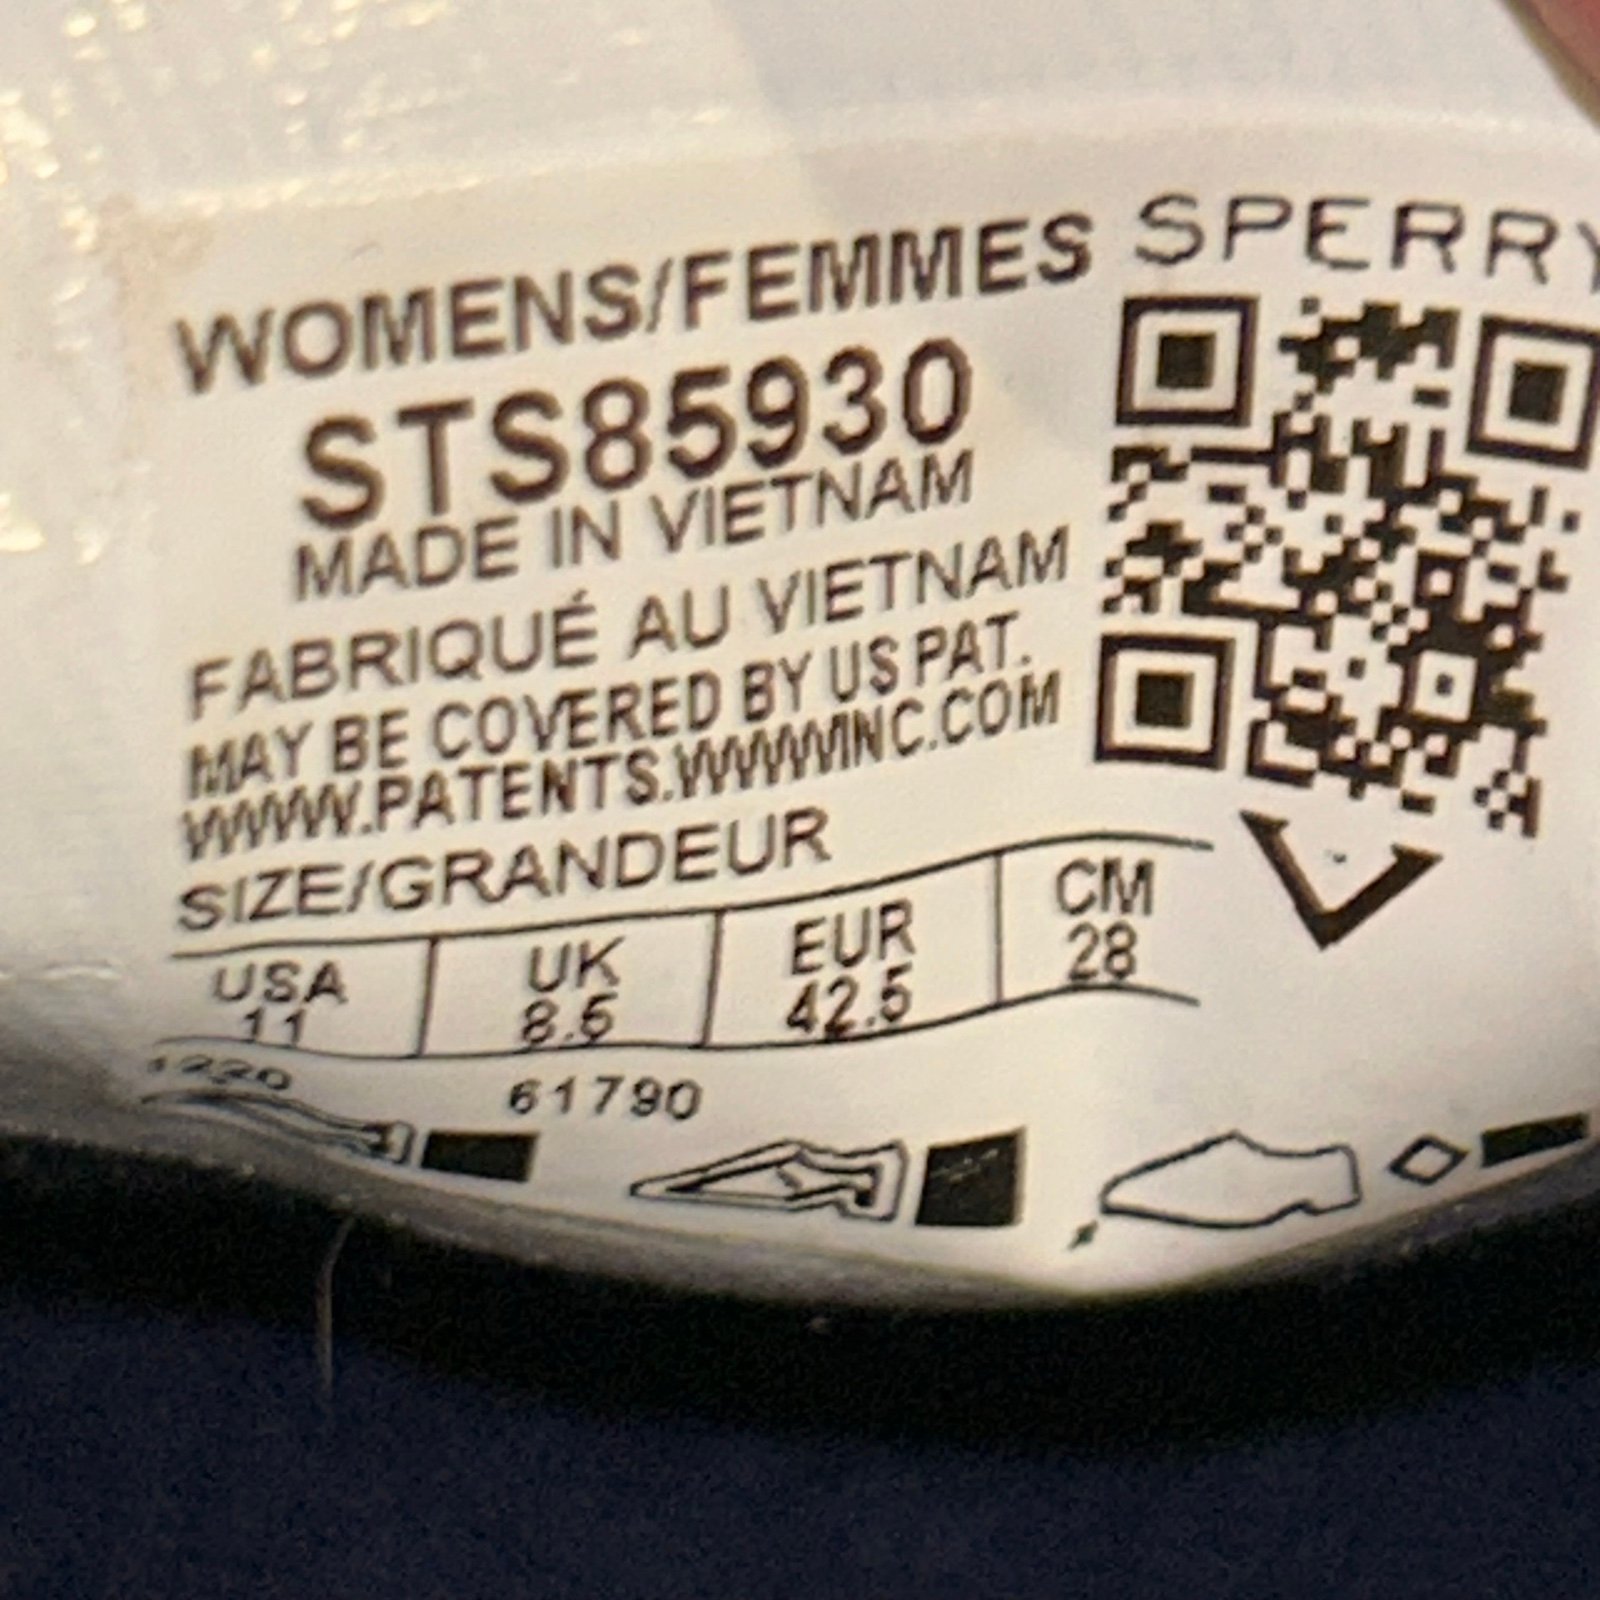 WOMENS/FEMMES
SPERRY
STS85930
MADE IN VIETNAM
FABRIQUÉ AU VIETNAM
MAY BE COVERED BY US PAT.
WWW.PATENTS.WWWINC.COM
SIZE/GRANDEUR
USA UK EUR CM
11 8.5 42.5 28
1220 61790